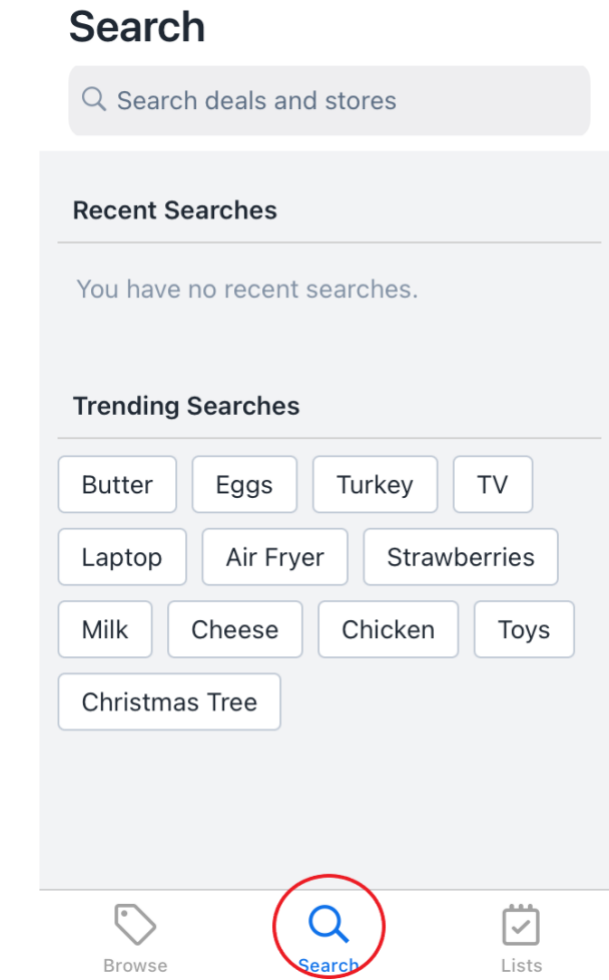 Search
Search deals and stores
Recent Searches
You have no recent searches.
Trending Searches
Butter Eggs Turkey TV
Laptop Air Fryer Strawberries
Milk Cheese Chicken Toys
Christmas Tree
Browse Search Lists